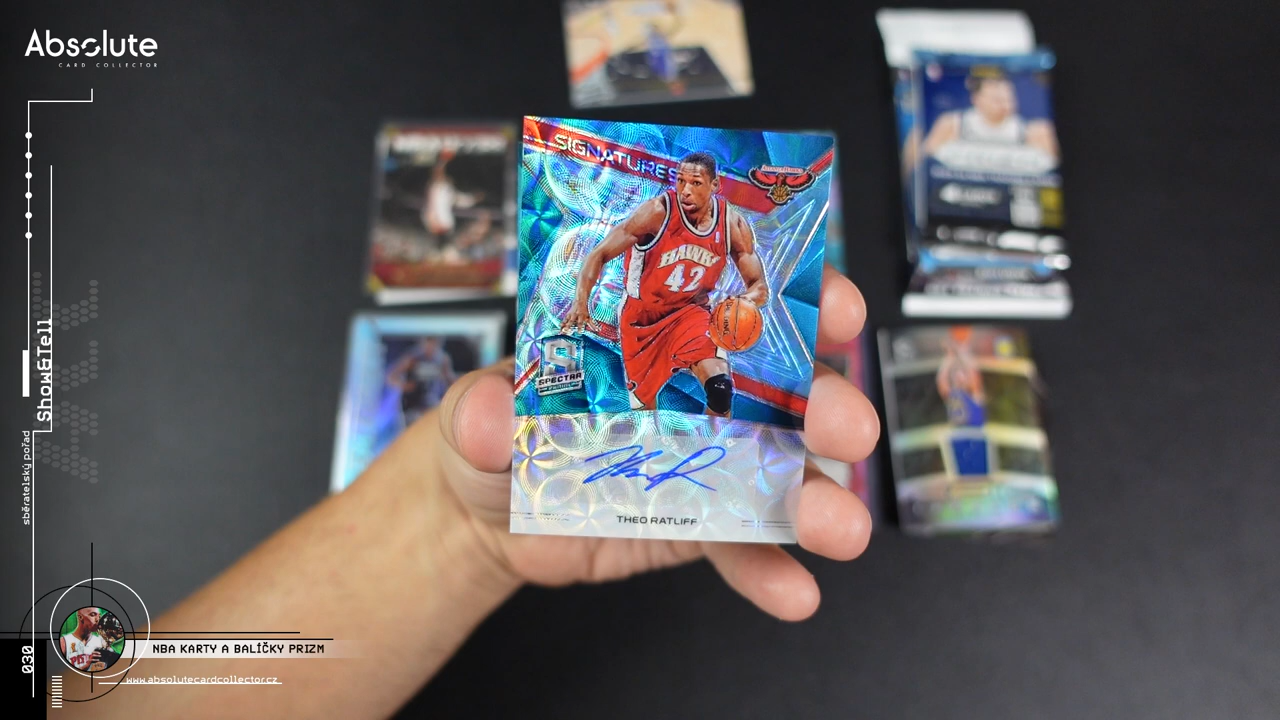 Absolute
CARD COLLECTOR
Show&Tell
sběratelský pořad
030
NBA KARTY A BALÍČKY PRIZM
www.absolutecardcollector.cz
SIGNATURES
HAWKS
42
SPECTRA
THEO RATLIFF